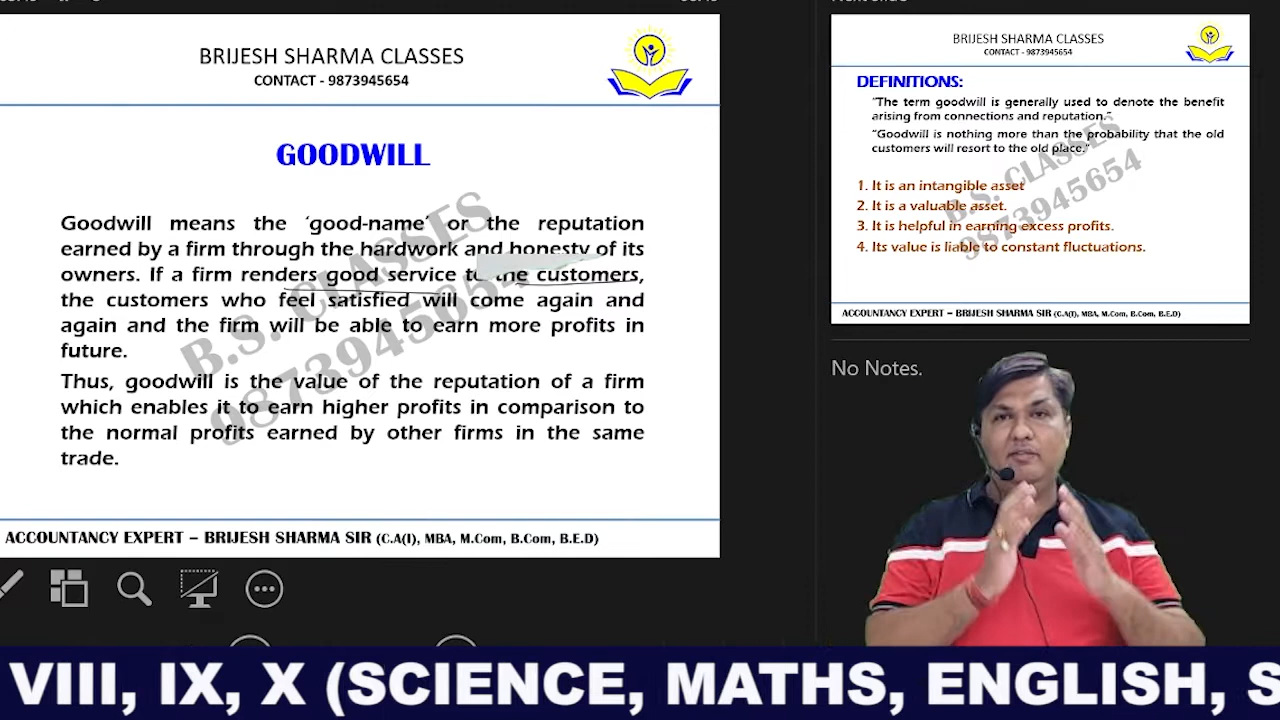 BRIJESH SHARMA CLASSES
CONTACT - 9873945654
GOODWILL
Goodwill means the ‘good-name’ or the reputation
earned by a firm through the hardwork and honesty of its
owners. If a firm renders good service to the customers,
the customers who feel satisfied will come again and
again and the firm will be able to earn more profits in
future.
Thus, goodwill is the value of the reputation of a firm
which enables it to earn higher profits in comparison to
the normal profits earned by other firms in the same
trade.
B.S. CLASSES
9873945654
ACCOUNTANCY EXPERT – BRIJESH SHARMA SIR (C.A(I), MBA, M.Com, B.Com, B.E.D)
BRIJESH SHARMA CLASSES
CONTACT - 9873945654
DEFINITIONS:
“The term goodwill is generally used to denote the benefit
arising from connections and reputation.”
“Goodwill is nothing more than the probability that the old
customers will resort to the old place.”
1. It is an intangible asset
2. It is a valuable asset.
3. It is helpful in earning excess profits.
4. Its value is liable to constant fluctuations.
B.S. CLASSES
9873945654
ACCOUNTANCY EXPERT – BRIJESH SHARMA SIR (C.A(I), MBA, M.Com, B.Com, B.E.D)
No Notes.
VIII, IX, X (SCIENCE, MATHS, ENGLISH, S